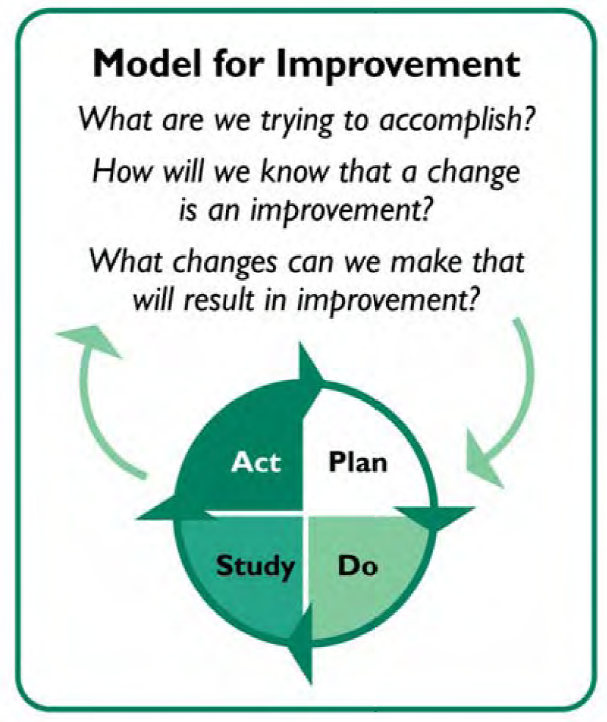 Model for Improvement
What are we trying to accomplish?
How will we know that a change
is an improvement?
What changes can we make that
will result in improvement?
Act
Plan
Study
Do